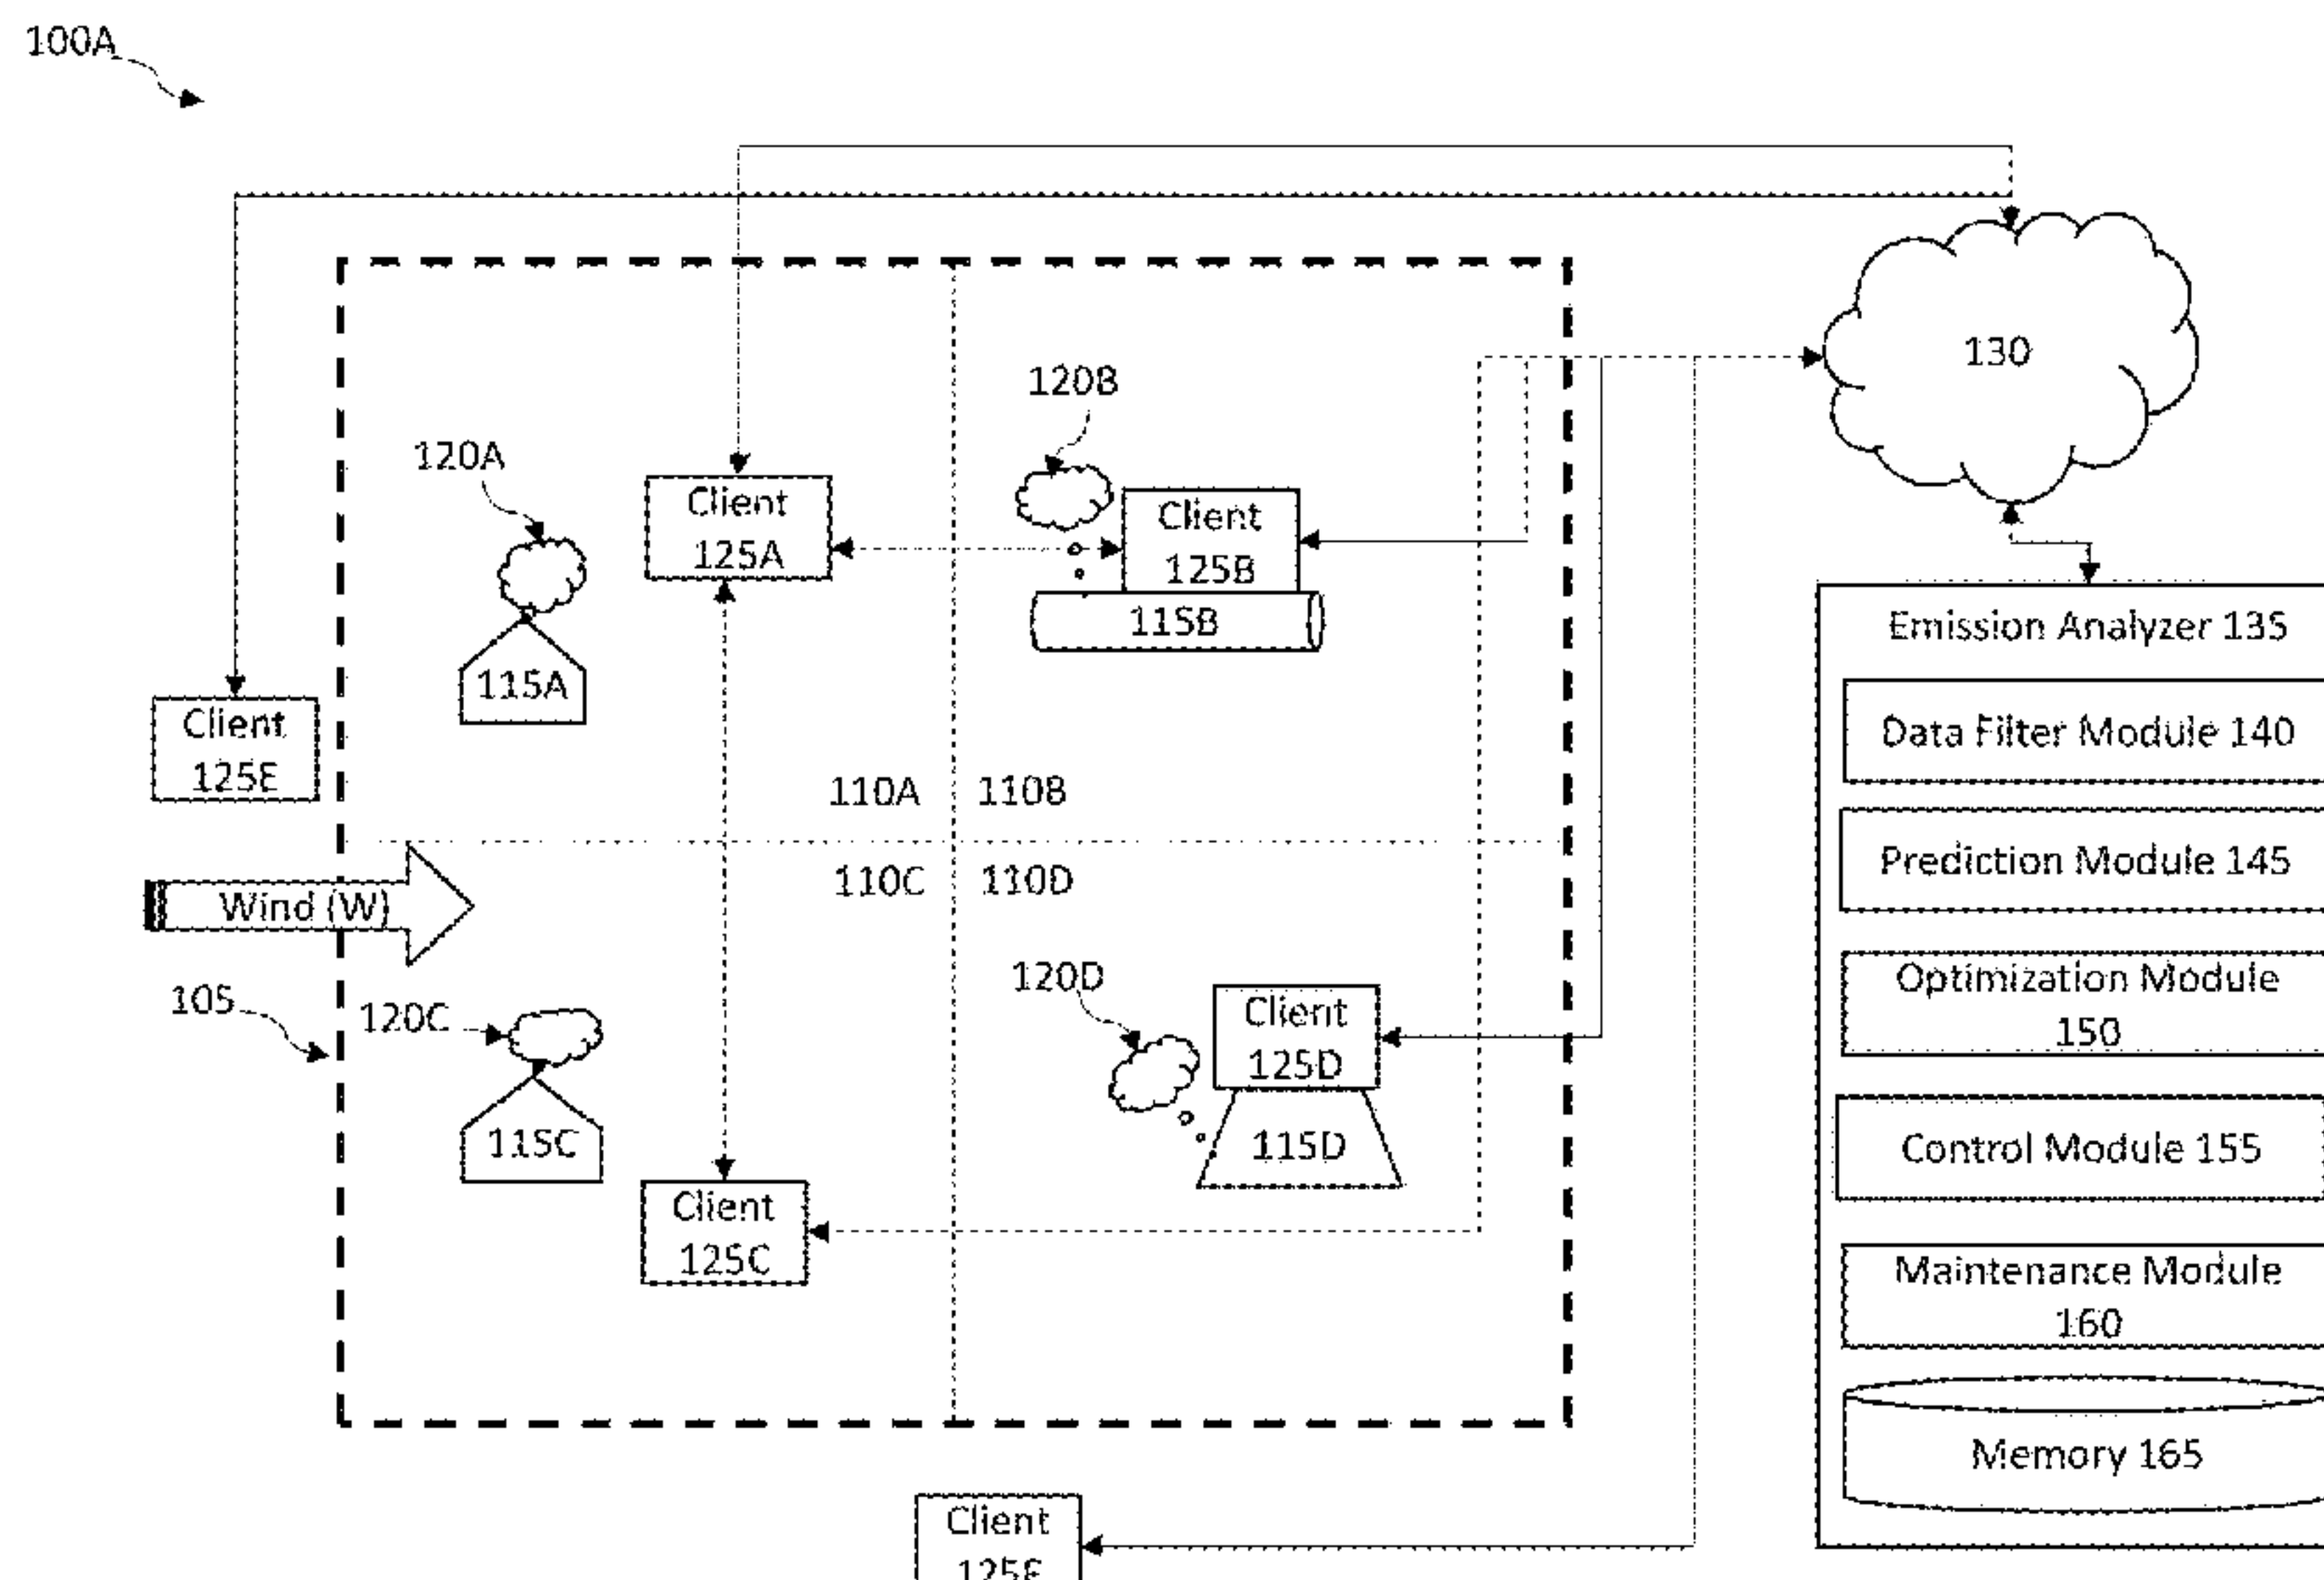 100A
130
120B
120A
Client
125A
Client
125B
115B
115A
Client
125E
110A
110B
110C
110D
Wind (W)
105
120C
120D
Client
125D
115C
115D
Client
125C
Emission Analyzer 135
Data Filter Module 140
Prediction Module 145
Optimization Module
150
Control Module 155
Maintenance Module
160
Memory 165
Client